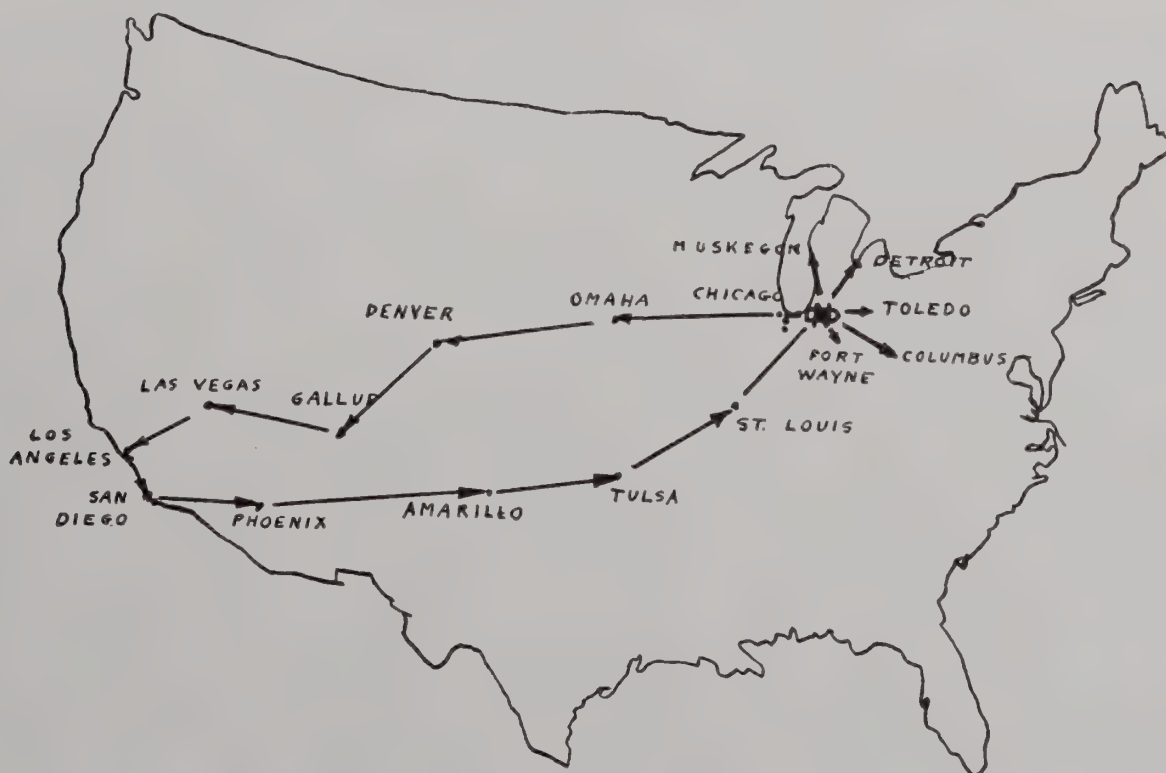 MUSKEGON
DETROIT
CHICAGO
TOLEDO
OMAHA
DENVER
FORT
WAYNE
COLUMBUS
LAS VEGAS
GALLUP
ST. LOUIS
LOS
ANGELES
SAN
DIEGO
PHOENIX
AMARILLO
TULSA